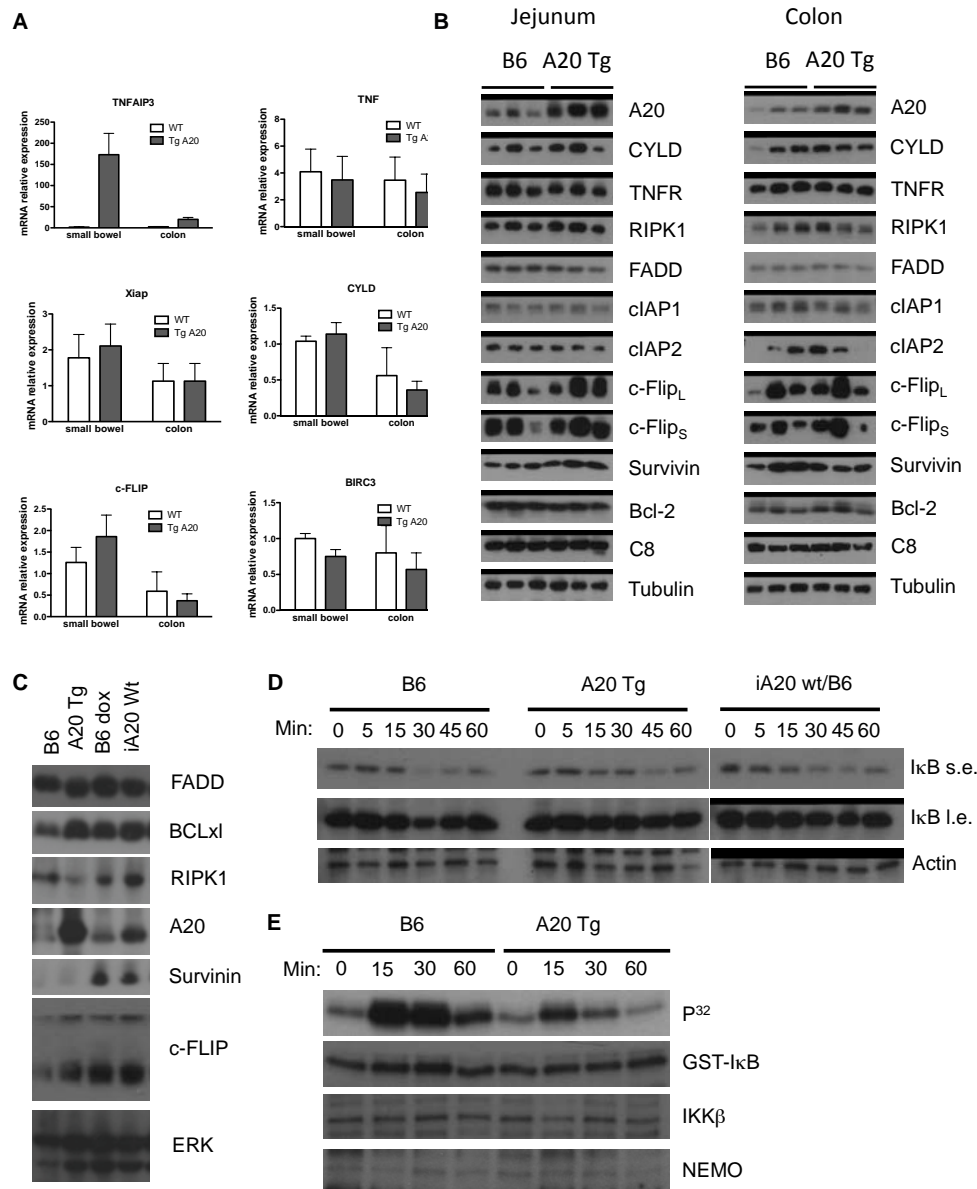 A
TNFAIP3
mRNA relative expression
250
200
150
100
50
0
WT
Tg A20
small bowel
colon
TNF
mRNA relative expression
8
6
4
2
0
WT
Tg A2
small bowel
colon
Xiap
mRNA relative expression
3
2
1
0
WT
Tg A20
small bowel
colon
CYLD
mRNA relative expression
1.5
1.0
0.5
0.0
WT
Tg A20
small bowel
colon
c-FLIP
mRNA relative expression
2.5
2.0
1.5
1.0
0.5
0.0
WT
Tg A20
small bowel
colon
BIRC3
mRNA relative expression
1.5
1.0
0.5
0.0
WT
Tg A20
small bowel
colon
B
Jejunum
B6 A20 Tg
A20
CYLD
TNFR
RIPK1
FADD
cIAP1
cIAP2
c-FlipL
c-FlipS
Survivin
Bcl-2
C8
Tubulin
Colon
B6 A20 Tg
A20
CYLD
TNFR
RIPK1
FADD
cIAP1
cIAP2
c-FlipL
c-FlipS
Survivin
Bcl-2
C8
Tubulin
C
B6
A20 Tg
B6 dox
iA20 Wt
FADD
BCLxl
RIPK1
A20
Survinin
c-FLIP
ERK
D
B6 A20 Tg iA20 wt/B6
Min: 0 5 15 30 45 60 0 5 15 30 45 60 0 5 15 30 45 60
IκB s.e.
IκB l.e.
Actin
E
B6 A20 Tg
Min: 0 15 30 60 0 15 30 60
P32
GST-IκB
IKKβ
NEMO